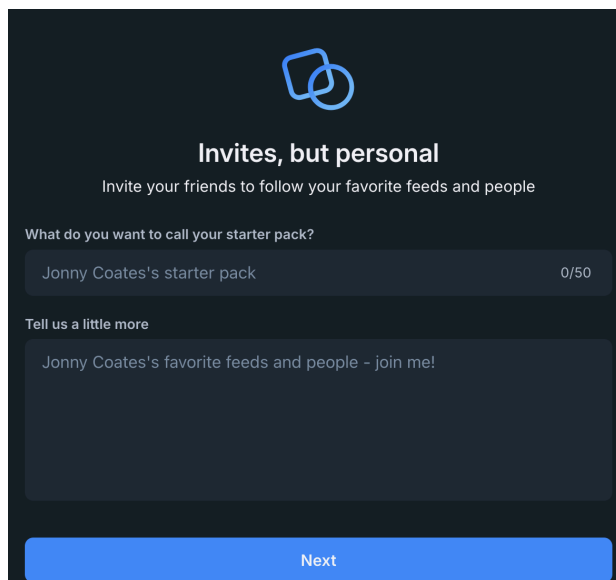 Invites, but personal
Invite your friends to follow your favorite feeds and people
What do you want to call your starter pack?
Jonny Coates's starter pack 0/50
Tell us a little more
Jonny Coates's favorite feeds and people - join me!
Next